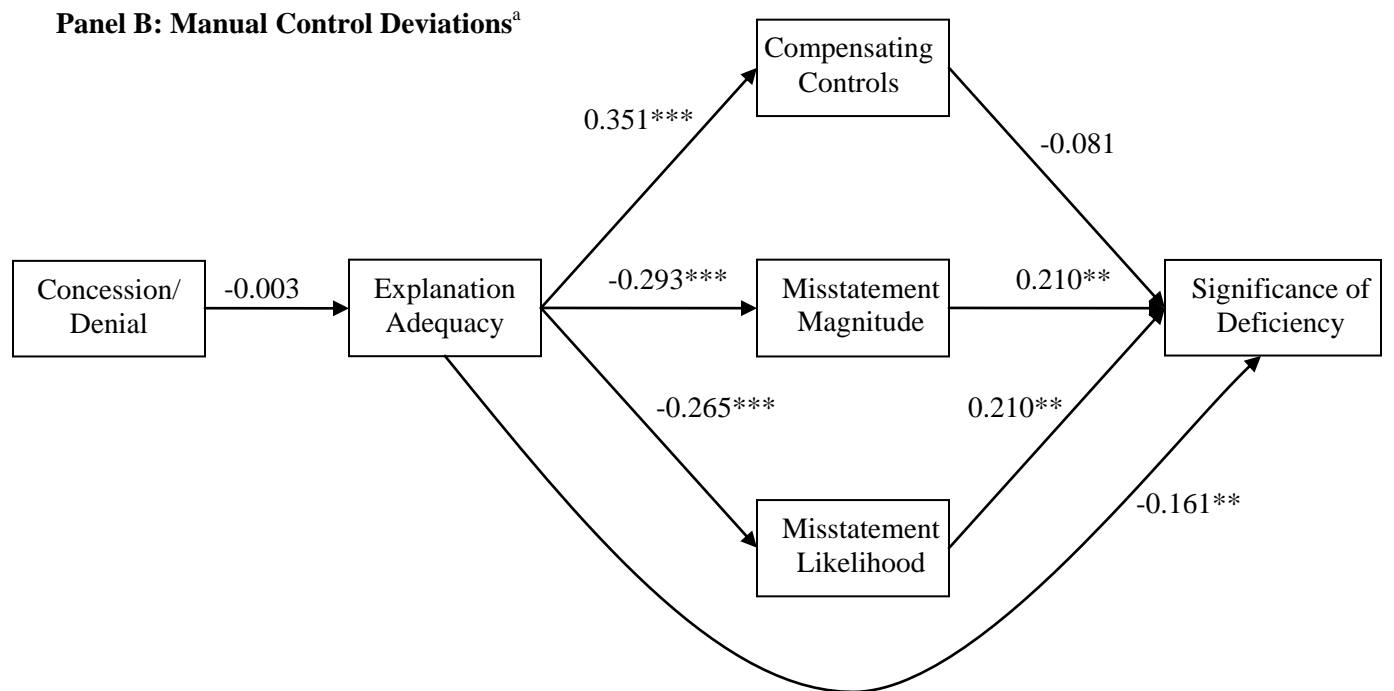 Panel B: Manual Control Deviationsa
Compensating
Controls
0.351***
-0.081
Concession/
Denial
-0.003
Explanation
Adequacy
-0.293***
Misstatement
Magnitude
0.210**
Significance of
Deficiency
-0.265***
0.210**
Misstatement
Likelihood
-0.161**